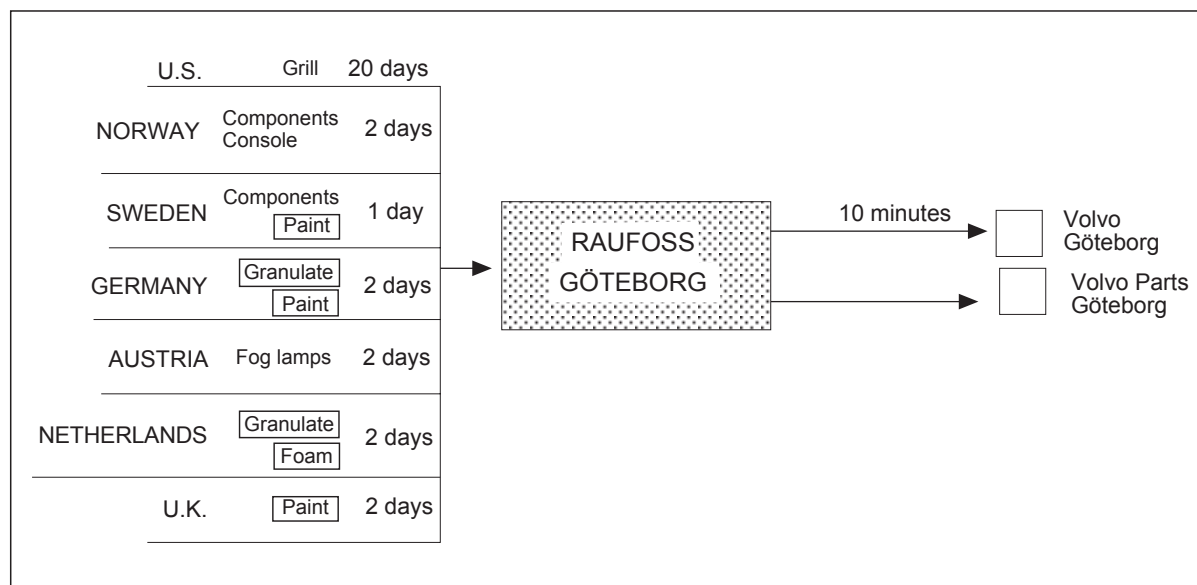 U.S. Grill 20 days
NORWAY Components Console 2 days
SWEDEN Components Paint 1 day
GERMANY Granulate Paint 2 days
AUSTRIA Fog lamps 2 days
NETHERLANDS Granulate Foam 2 days
U.K. Paint 2 days
RAUFOSS
GÖTEBORG
10 minutes
Volvo
Göteborg
Volvo Parts
Göteborg